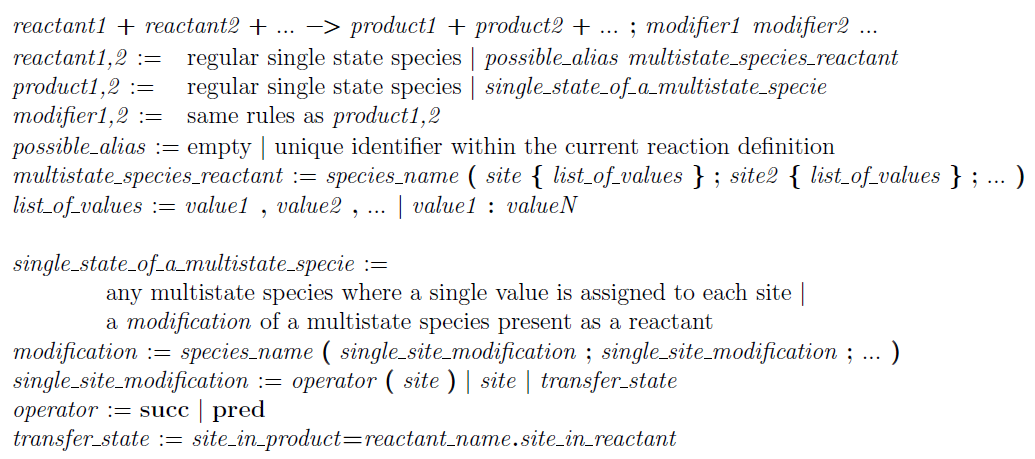 reactant1 + reactant2 + ... −> product1 + product2 + ... ; modifier1 modifier2 ...
reactant1,2 := regular single state species | possible_alias multistate_species_reactant
product1,2 := regular single state species | single_state_of_a_multistate_specie
modifier1,2 := same rules as product1,2
possible_alias := empty | unique identifier within the current reaction definition
multistate_species_reactant := species_name ( site { list_of_values } ; site2 { list_of_values } ; ... )
list_of_values := value1 , value2 , ... | value1 : valueN
single_state_of_a_multistate_specie :=
any multistate species where a single value is assigned to each site |
a modification of a multistate species present as a reactant
modification := species_name ( single_site_modification ; single_site_modification ; ... )
single_site_modification := operator ( site ) | site | transfer_state
operator := succ | pred
transfer_state := site_in_product=reactant_name.site_in_reactant